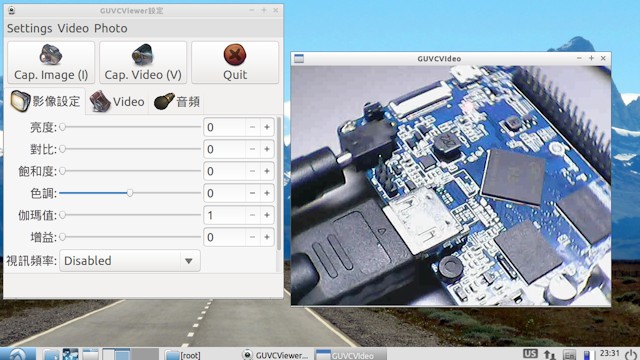 GUVCViewer設定
Settings Video Photo
Cap. Image (I)
Cap. Video (V)
Quit
影像設定
Video
音頻
亮度: 0
對比: 0
飽和度: 0
色調: 0
伽瑪值: 1
增益: 0
視訊頻率: Disabled
GUVCVIdeo
[root]
GUVCViewer...
GUVCVIdeo
US
23:31